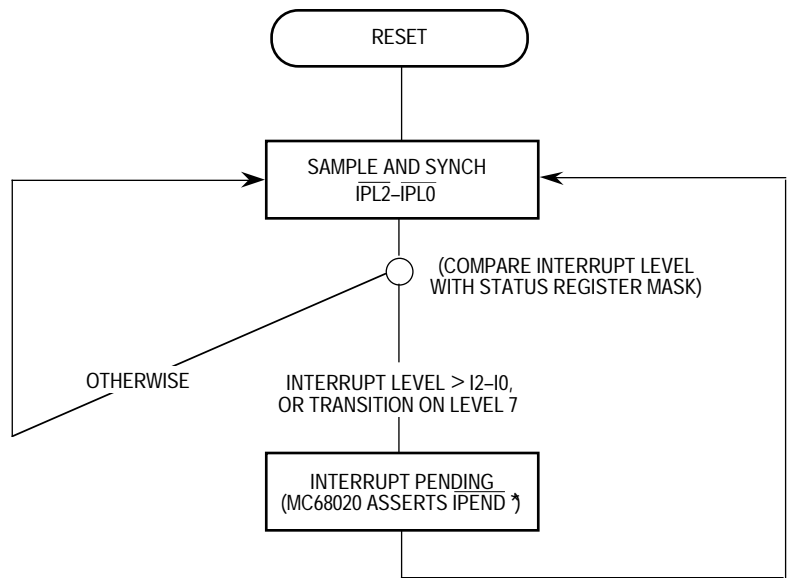 RESET
SAMPLE AND SYNCH
IPL2–IPL0
(COMPARE INTERRUPT LEVEL
WITH STATUS REGISTER MASK)
OTHERWISE
INTERRUPT LEVEL > I2–I0,
OR TRANSITION ON LEVEL 7
INTERRUPT PENDING
(MC68020 ASSERTS IPEND *)